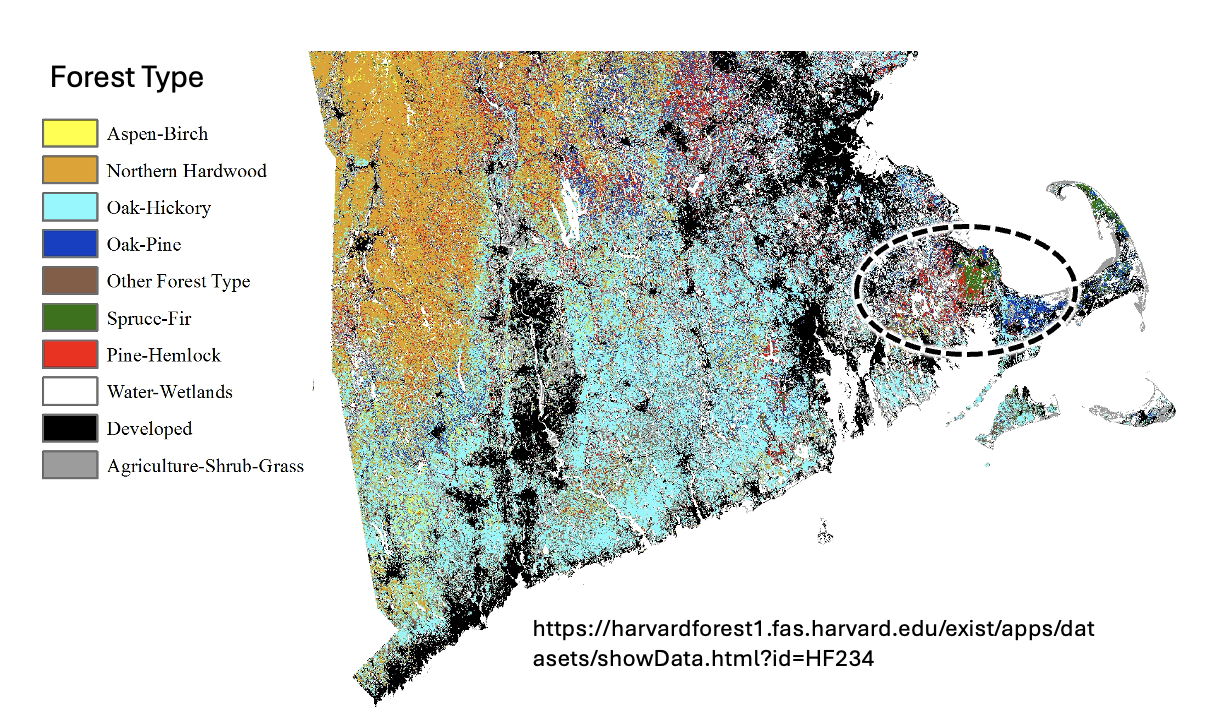 Forest Type
Aspen-Birch
Northern Hardwood
Oak-Hickory
Oak-Pine
Other Forest Type
Spruce-Fir
Pine-Hemlock
Water-Wetlands
Developed
Agriculture-Shrub-Grass
https://harvardforest1.fas.harvard.edu/exist/apps/dat
asets/showData.html?id=HF234